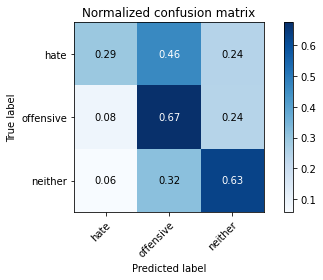 Normalized confusion matrix
True label
hate 0.29 0.46 0.24
offensive 0.08 0.67 0.24
neither 0.06 0.32 0.63
hate offensive neither
Predicted label
0.6
0.5
0.4
0.3
0.2
0.1